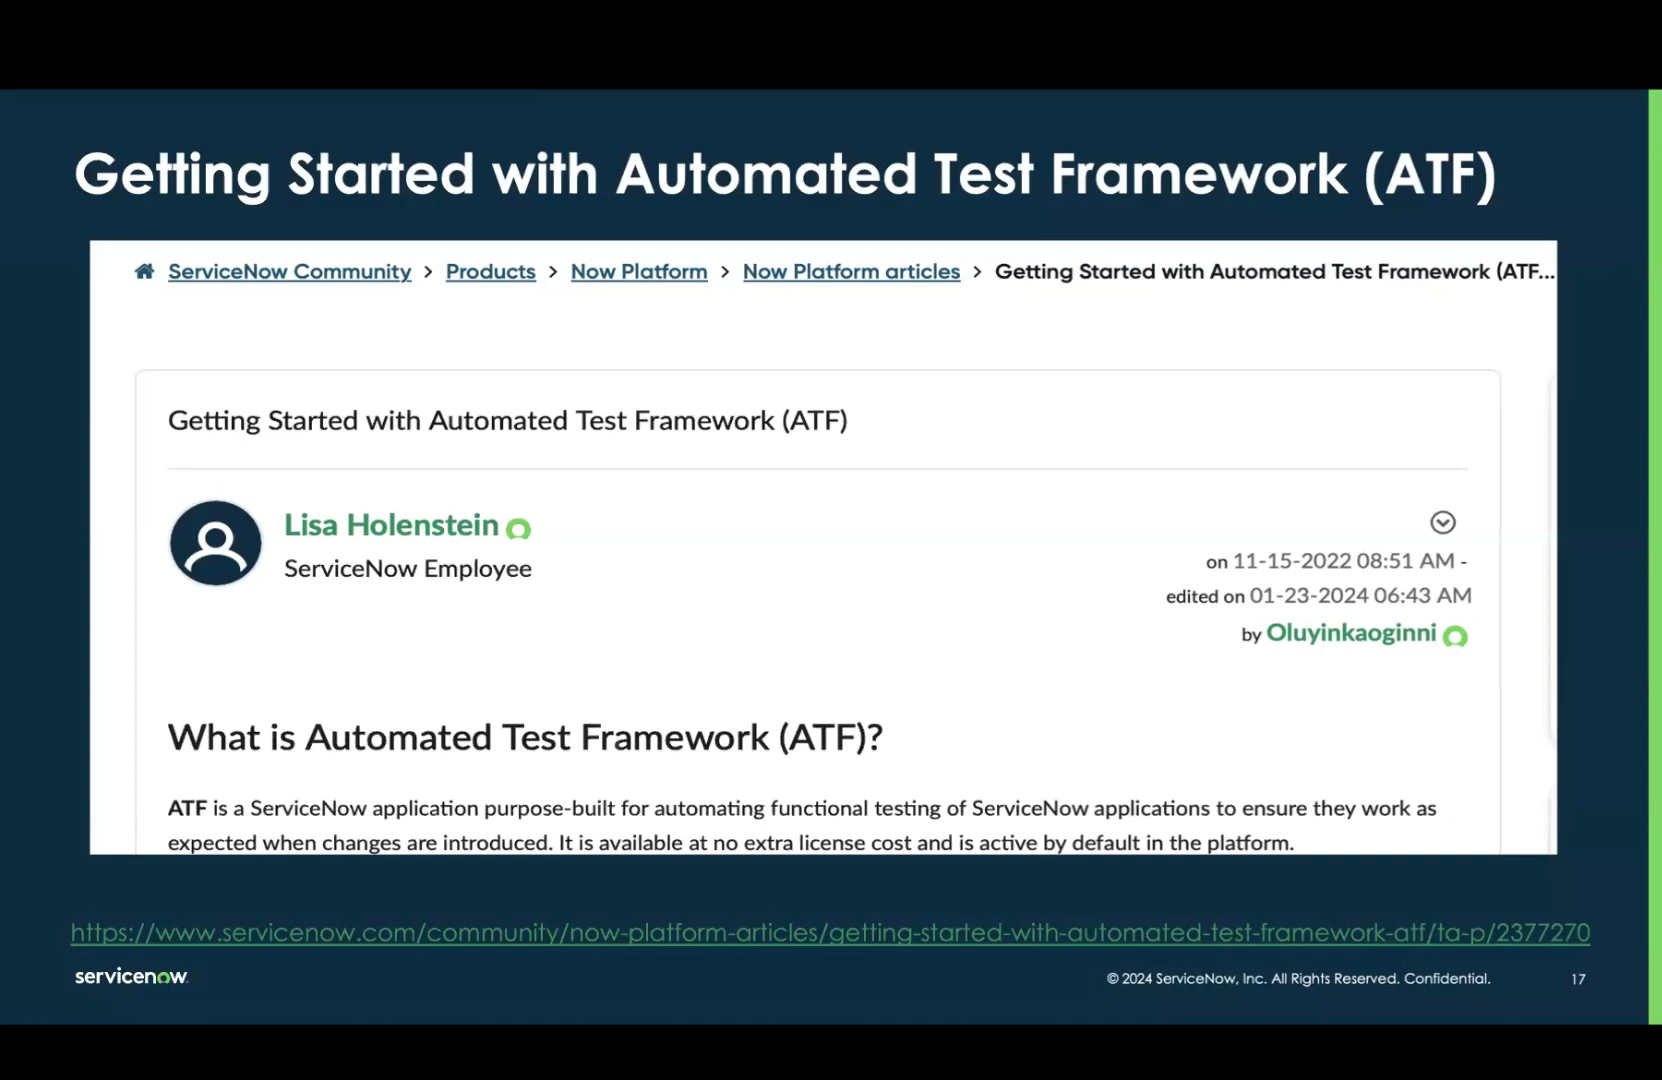 Getting Started with Automated Test Framework (ATF)
ServiceNow Community > Products > Now Platform > Now Platform articles > Getting Started with Automated Test Framework (ATF...
Getting Started with Automated Test Framework (ATF)
Lisa Holenstein
ServiceNow Employee
on 11-15-2022 08:51 AM -
edited on 01-23-2024 06:43 AM
by Oluyinkaoginni
What is Automated Test Framework (ATF)?
ATF is a ServiceNow application purpose-built for automating functional testing of ServiceNow applications to ensure they work as
expected when changes are introduced. It is available at no extra license cost and is active by default in the platform.
https://www.servicenow.com/community/now-platform-articles/getting-started-with-automated-test-framework-atf/ta-p/2377270
servicenow
© 2024 ServiceNow, Inc. All Rights Reserved. Confidential.
17